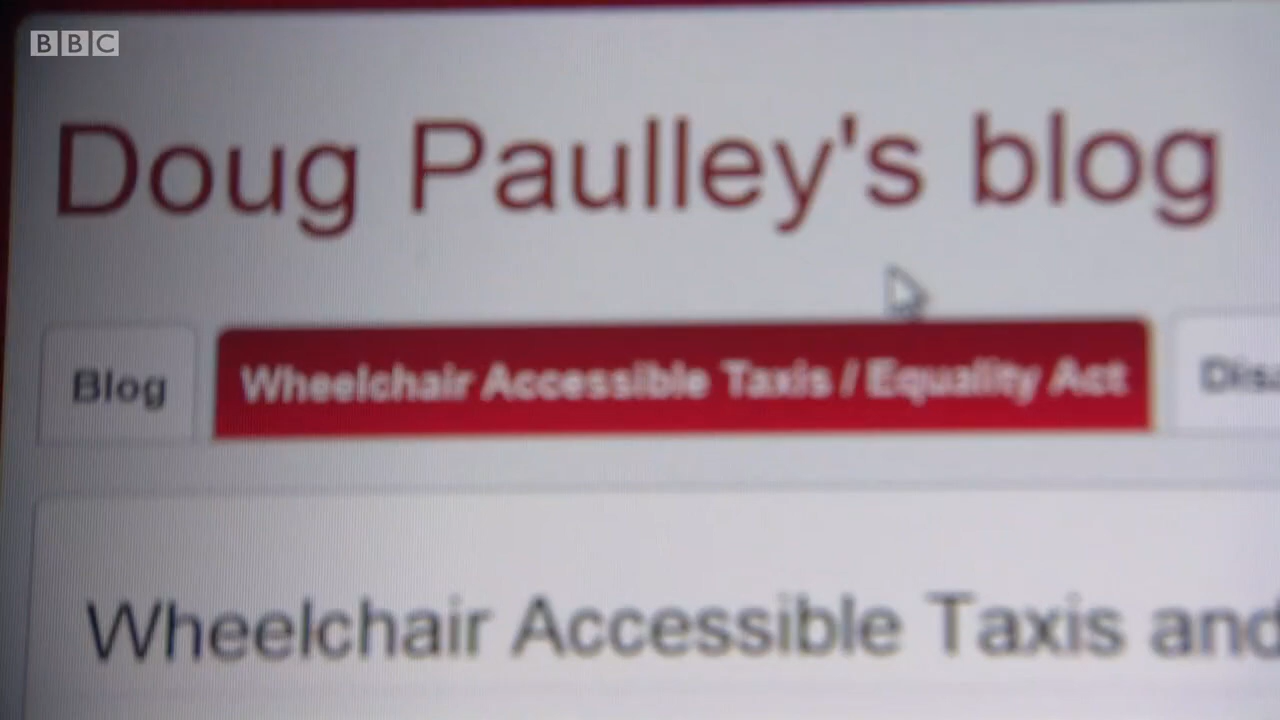 BBC
Doug Paulley's blog
Blog
Wheelchair Accessible Taxis / Equality Act
Wheelchair Accessible Taxis and